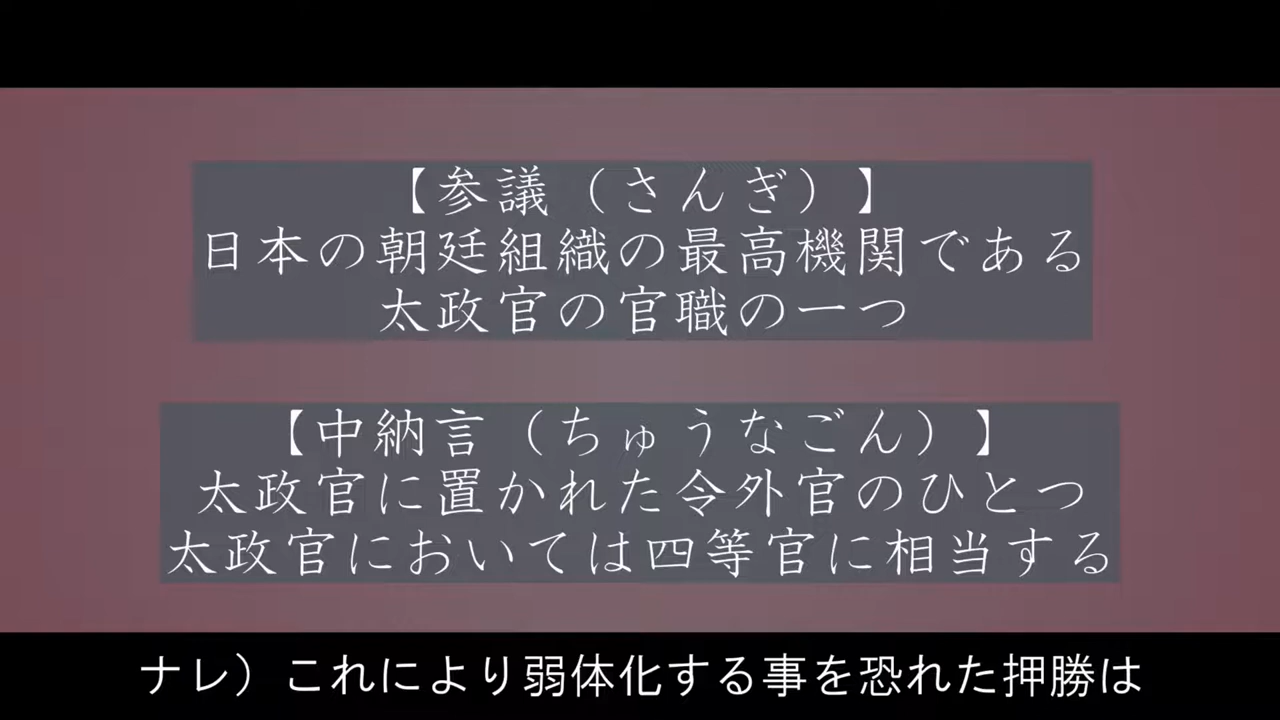 【参議（さんぎ）】
日本の朝廷組織の最高機関である
太政官の官職の一つ
【中納言（ちゅうなごん）】
太政官に置かれた令外官のひとつ
太政官においては四等官に相当する
ナレ）これにより弱体化する事を恐れた押勝は